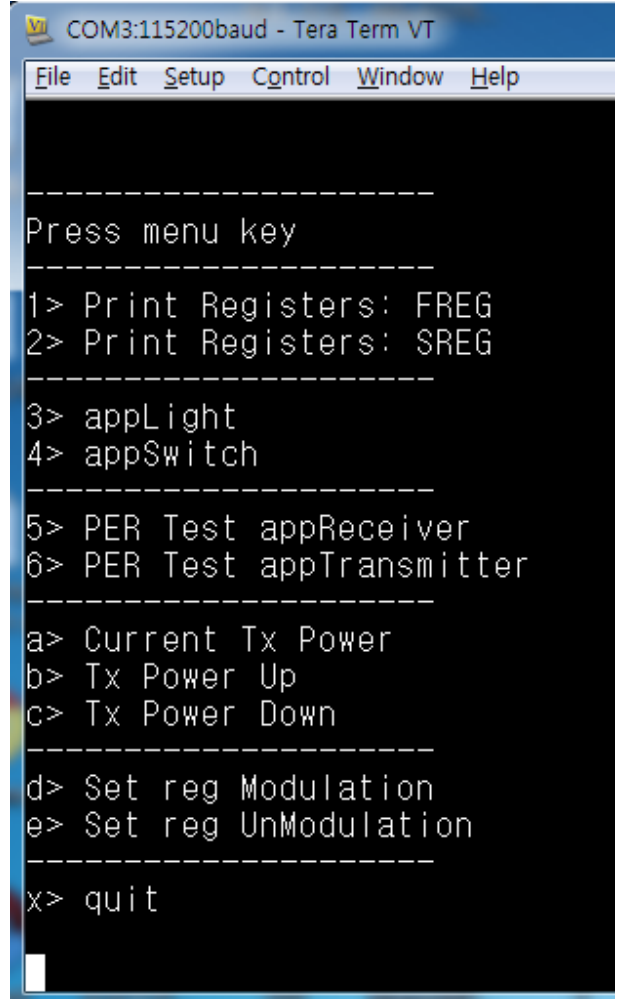 COM3:115200baud - Tera Term VT
File Edit Setup Control Window Help
---------------------
Press menu key
---------------------
1> Print Registers: FREG
2> Print Registers: SREG
---------------------
3> appLight
4> appSwitch
---------------------
5> PER Test appReceiver
6> PER Test appTransmitter
---------------------
a> Current Tx Power
b> Tx Power Up
c> Tx Power Down
---------------------
d> Set reg Modulation
e> Set reg UnModulation
---------------------
x> quit